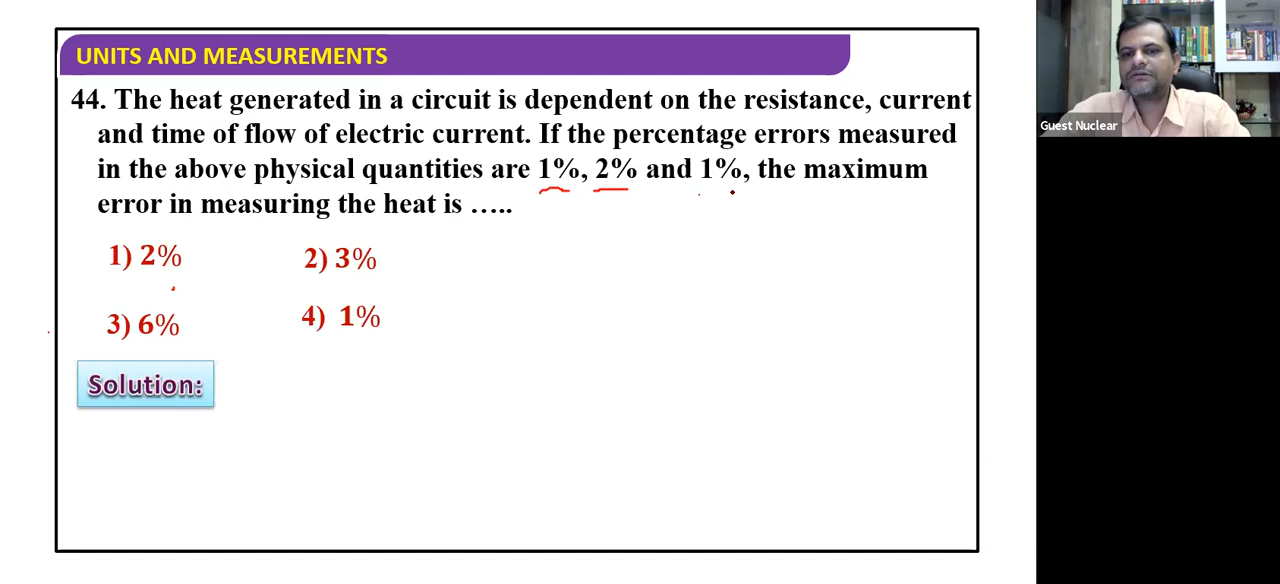 UNITS AND MEASUREMENTS
44. The heat generated in a circuit is dependent on the resistance, current
and time of flow of electric current. If the percentage errors measured
in the above physical quantities are 1%, 2% and 1%, the maximum
error in measuring the heat is …..
1) 2%
2) 3%
3) 6%
4) 1%
Solution:
Guest Nuclear